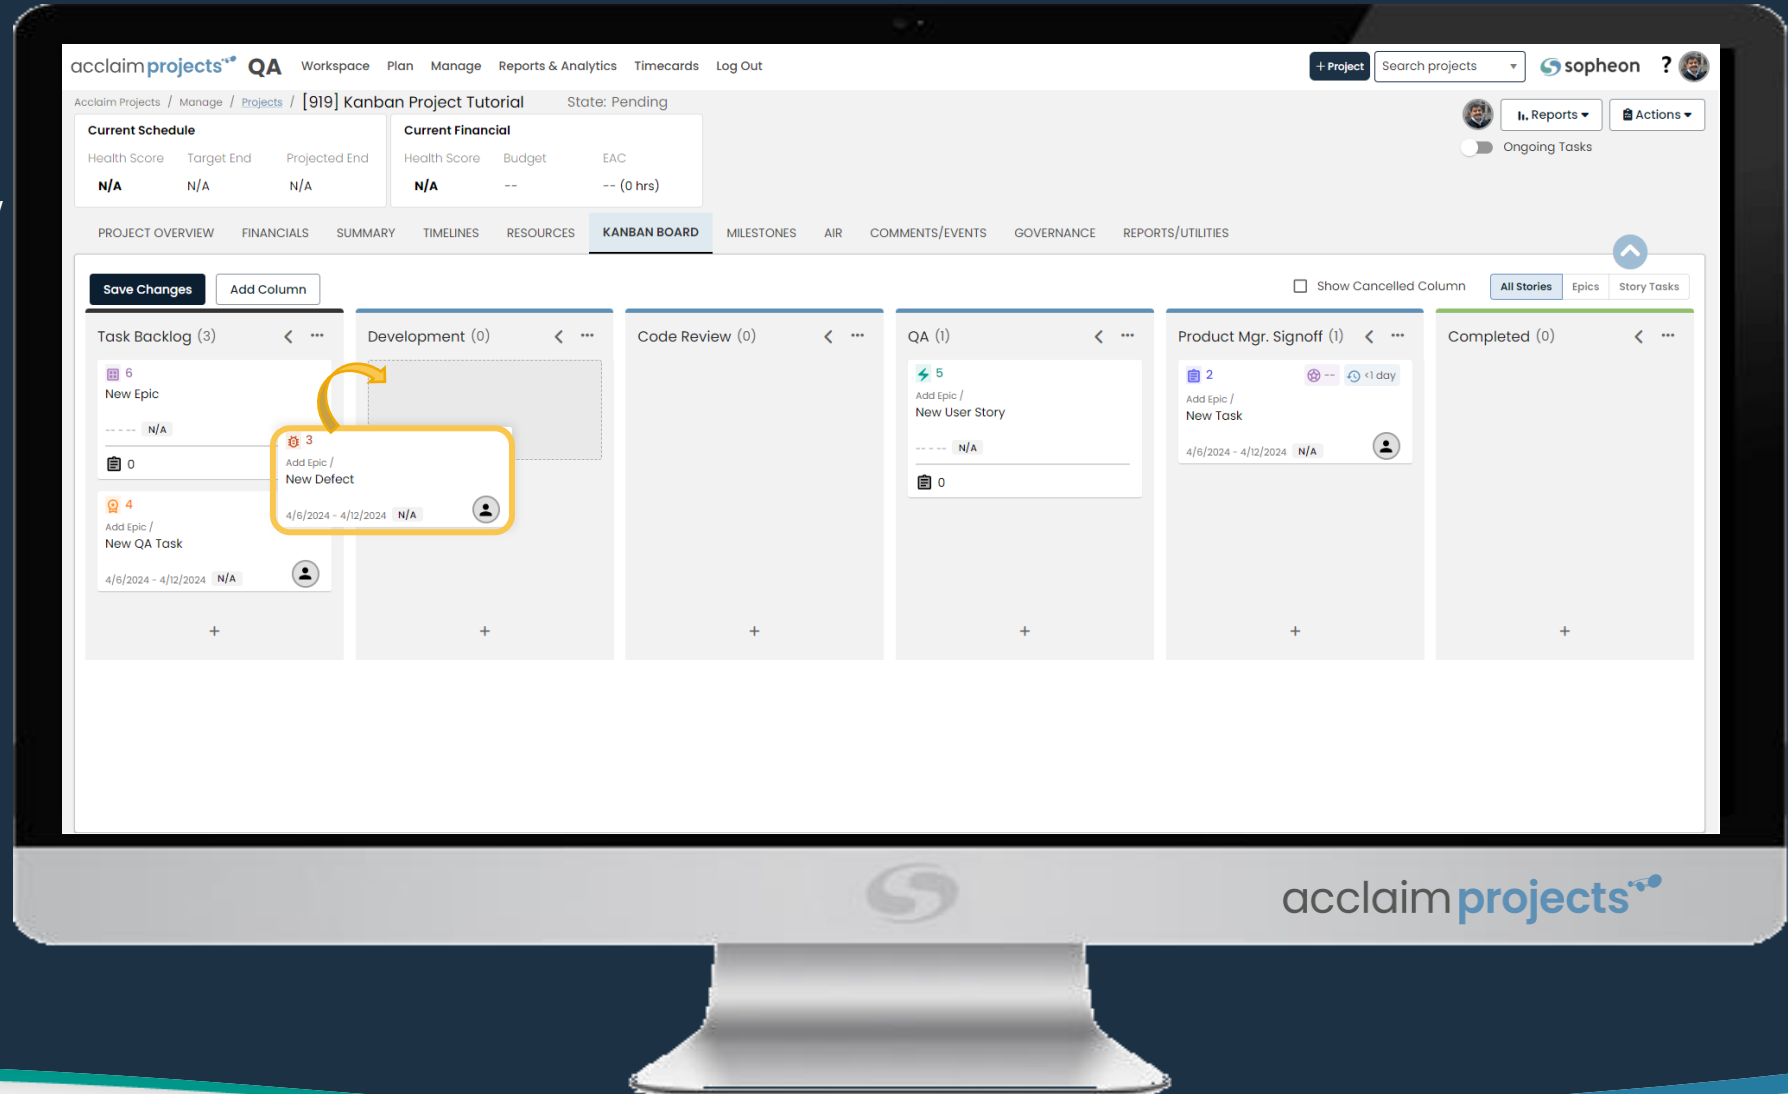 acclaim projects QA Workspace Plan Manage Reports & Analytics Timecards Log Out + Project Search projects sopheon ?
Acclaim Projects / Manage / Projects / [919] Kanban Project Tutorial State: Pending
Reports Actions
Ongoing Tasks
Current Schedule
Health Score Target End Projected End
N/A N/A N/A
Current Financial
Health Score Budget EAC
N/A -- -- (0 hrs)
PROJECT OVERVIEW FINANCIALS SUMMARY TIMELINES RESOURCES KANBAN BOARD MILESTONES AIR COMMENTS/EVENTS GOVERNANCE REPORTS/UTILITIES
Save Changes Add Column Show Cancelled Column All Stories Epics Story Tasks
Task Backlog (3)
6
New Epic
-- - -- N/A
0
4
Add Epic /
New QA Task
4/6/2024 - 4/12/2024 N/A
+
Development (0)
3
Add Epic /
New Defect
4/6/2024 - 4/12/2024 N/A
+
Code Review (0)
+
QA (1)
5
Add Epic /
New User Story
-- - -- N/A
0
+
Product Mgr. Signoff (1)
2 -- <1 day
Add Epic /
New Task
4/6/2024 - 4/12/2024 N/A
+
Completed (0)
+
acclaim projects